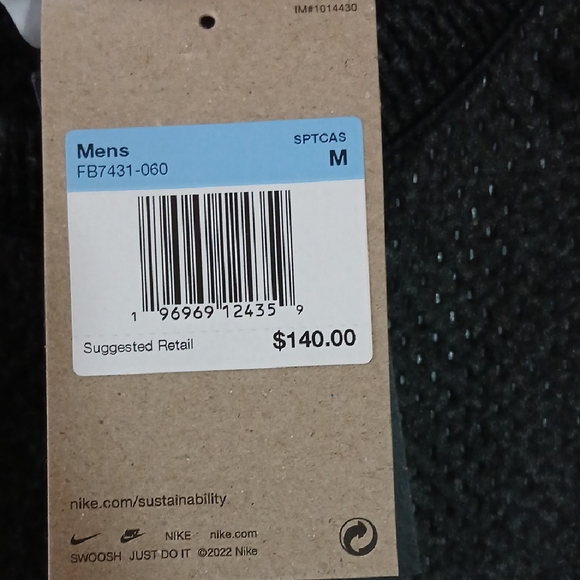 IM#1014430
Mens SPTCAS
FB7431-060 M
1 96969 12435 9
Suggested Retail $140.00
nike.com/sustainability
NIKE nike.com
SWOOSH JUST DO IT ©2022 Nike